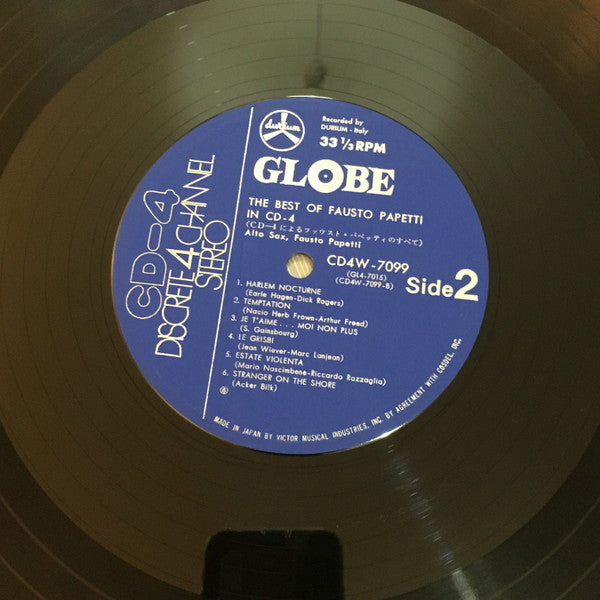 durium
Recorded by
DURIUM - Italy
33 1/3 RPM
GLOBE
THE BEST OF FAUSTO PAPETTI
IN CD-4
(CD-4によるファウスト・パペッティのすべて)
Alto Sax, Fausto Papetti
CD4W-7099
(GL4-7015)
(CD4W-7099-B)
Side 2
1. HARLEM NOCTURNE
(Earle Hagen-Dick Rogers)
2. TEMPTATION
(Nacio Herb Frown-Arthur Freed)
3. JE T'AIME... MOI NON PLUS
(S. Gainsbourg)
4. LE GRISBI
(Jean Wiever-Marc Lanjean)
5. ESTATE VIOLENTA
(Mario Nascimbene-Riccardo Razzaglia)
6. STRANGER ON THE SHORE
(Acker Bilk)
CD-4
DISCRETE 4 CHANNEL
STEREO
MADE IN JAPAN BY VICTOR MUSICAL INDUSTRIES, INC. BY AGREEMENT WITH COSDEL, INC.